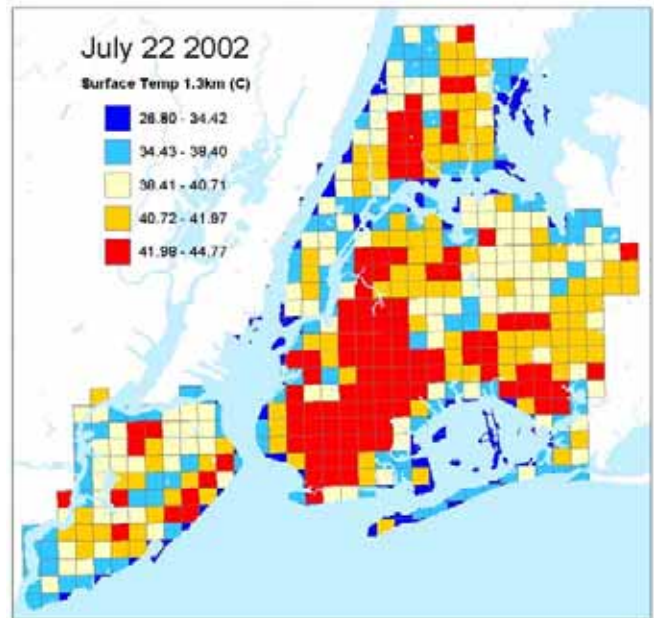 July 22 2002
Surface Temp 1.3km (C)
26.80 - 34.42
34.43 - 38.40
38.41 - 40.71
40.72 - 41.97
41.98 - 44.77